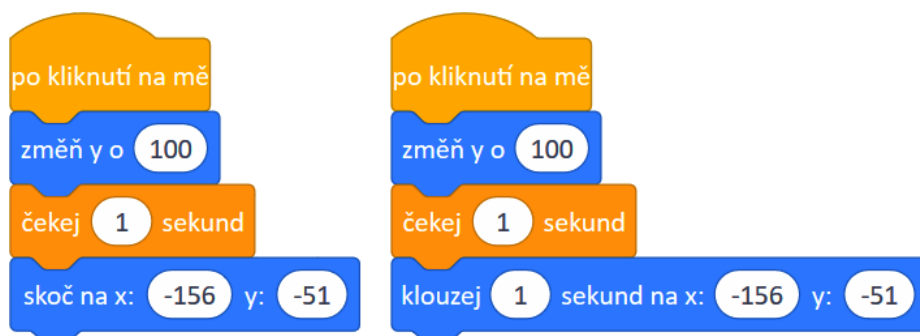 po kliknutí na mě
změň y o 100
čekej 1 sekund
skoč na x: -156 y: -51
po kliknutí na mě
změň y o 100
čekej 1 sekund
klouzej 1 sekund na x: -156 y: -51